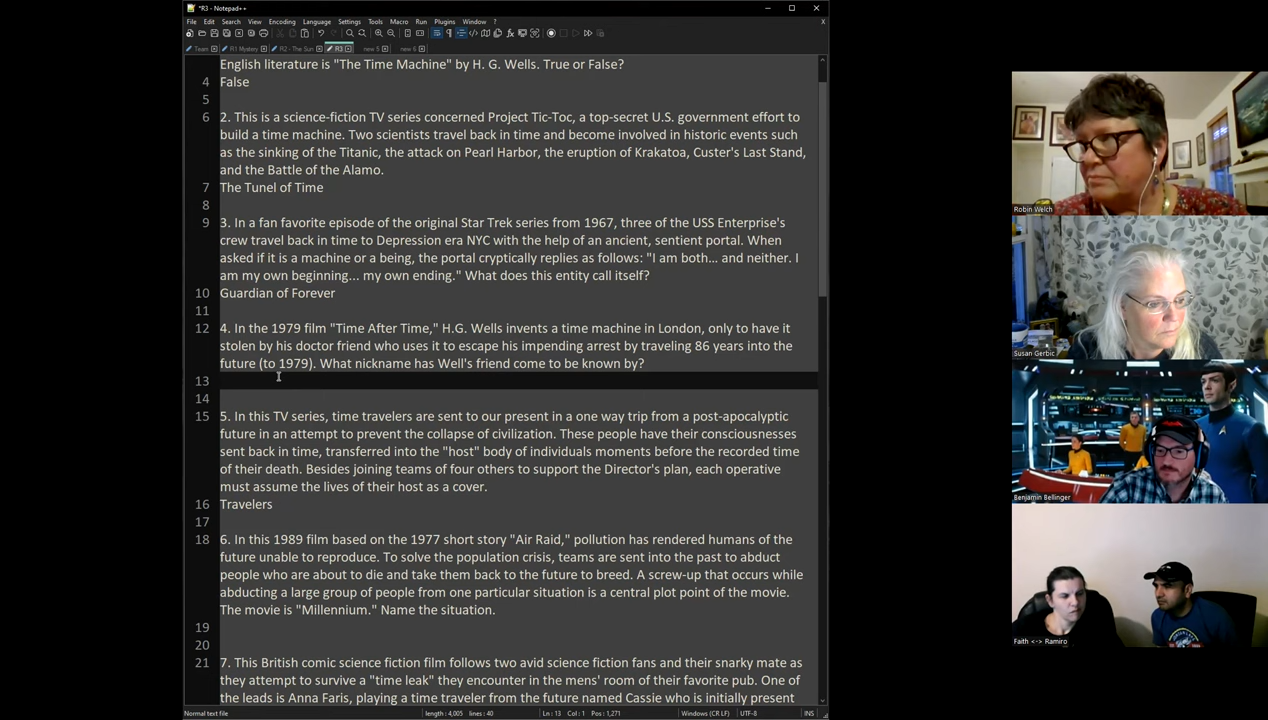 *R3 - Notepad++
File Edit Search View Encoding Language Settings Tools Macro Run Plugins Window ?
X
Team R1 Mystery R2 - The Sun R3 new 5 new 6
English literature is "The Time Machine" by H. G. Wells. True or False?
4 False
5
6 2. This is a science-fiction TV series concerned Project Tic-Toc, a top-secret U.S. government effort to
build a time machine. Two scientists travel back in time and become involved in historic events such
as the sinking of the Titanic, the attack on Pearl Harbor, the eruption of Krakatoa, Custer's Last Stand,
and the Battle of the Alamo.
7 The Tunel of Time
8
9 3. In a fan favorite episode of the original Star Trek series from 1967, three of the USS Enterprise's
crew travel back in time to Depression era NYC with the help of an ancient, sentient portal. When
asked if it is a machine or a being, the portal cryptically replies as follows: "I am both... and neither. I
am my own beginning... my own ending." What does this entity call itself?
10 Guardian of Forever
11
12 4. In the 1979 film "Time After Time," H.G. Wells invents a time machine in London, only to have it
stolen by his doctor friend who uses it to escape his impending arrest by traveling 86 years into the
future (to 1979). What nickname has Well's friend come to be known by?
13
14
15 5. In this TV series, time travelers are sent to our present in a one way trip from a post-apocalyptic
future in an attempt to prevent the collapse of civilization. These people have their consciousnesses
sent back in time, transferred into the "host" body of individuals moments before the recorded time
of their death. Besides joining teams of four others to support the Director's plan, each operative
must assume the lives of their host as a cover.
16 Travelers
17
18 6. In this 1989 film based on the 1977 short story "Air Raid," pollution has rendered humans of the
future unable to reproduce. To solve the population crisis, teams are sent into the past to abduct
people who are about to die and take them back to the future to breed. A screw-up that occurs while
abducting a large group of people from one particular situation is a central plot point of the movie.
The movie is "Millennium." Name the situation.
19
20
21 7. This British comic science fiction film follows two avid science fiction fans and their snarky mate as
they attempt to survive a "time leak" they encounter in the mens' room of their favorite pub. One of
the leads is Anna Faris, playing a time traveler from the future named Cassie who is initially present
Normal text file length : 4,005 lines : 40 Ln : 13 Col : 1 Pos : 1,271 Windows (CR LF) UTF-8 INS
Robin Welch
Susan Gerbic
Benjamin Bellinger
Faith <-> Ramiro